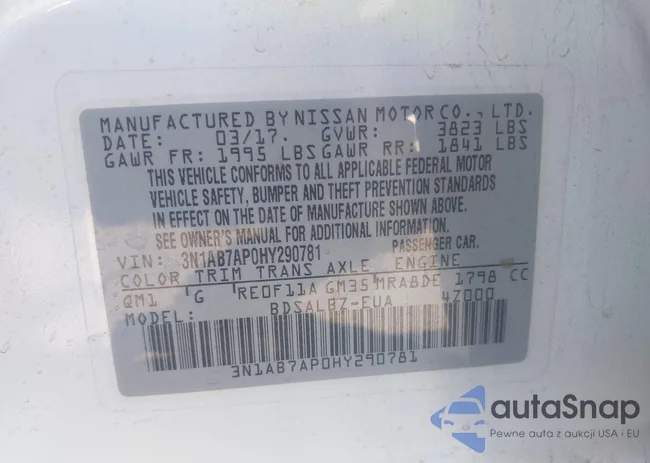 MANUFACTURED BY NISSAN MOTOR CO., LTD.
DATE: 03/17. GVWR: 3823 LBS
GAWR FR: 1995 LBS GAWR RR: 1841 LBS
THIS VEHICLE CONFORMS TO ALL APPLICABLE FEDERAL MOTOR
VEHICLE SAFETY, BUMPER AND THEFT PREVENTION STANDARDS
IN EFFECT ON THE DATE OF MANUFACTURE SHOWN ABOVE.
SEE OWNER'S MANUAL FOR ADDITIONAL INFORMATION.
VIN: 3N1AB7AP0HY290781 PASSENGER CAR.
COLOR TRIM TRANS AXLE ENGINE
QM1 G RE0F11A GM35 MRA8DE 1798 CC
MODEL: BDSALBZ-EUA 4Z000
3N1AB7AP0HY290781
autaSnap
Pewne auta z aukcji USA i EU